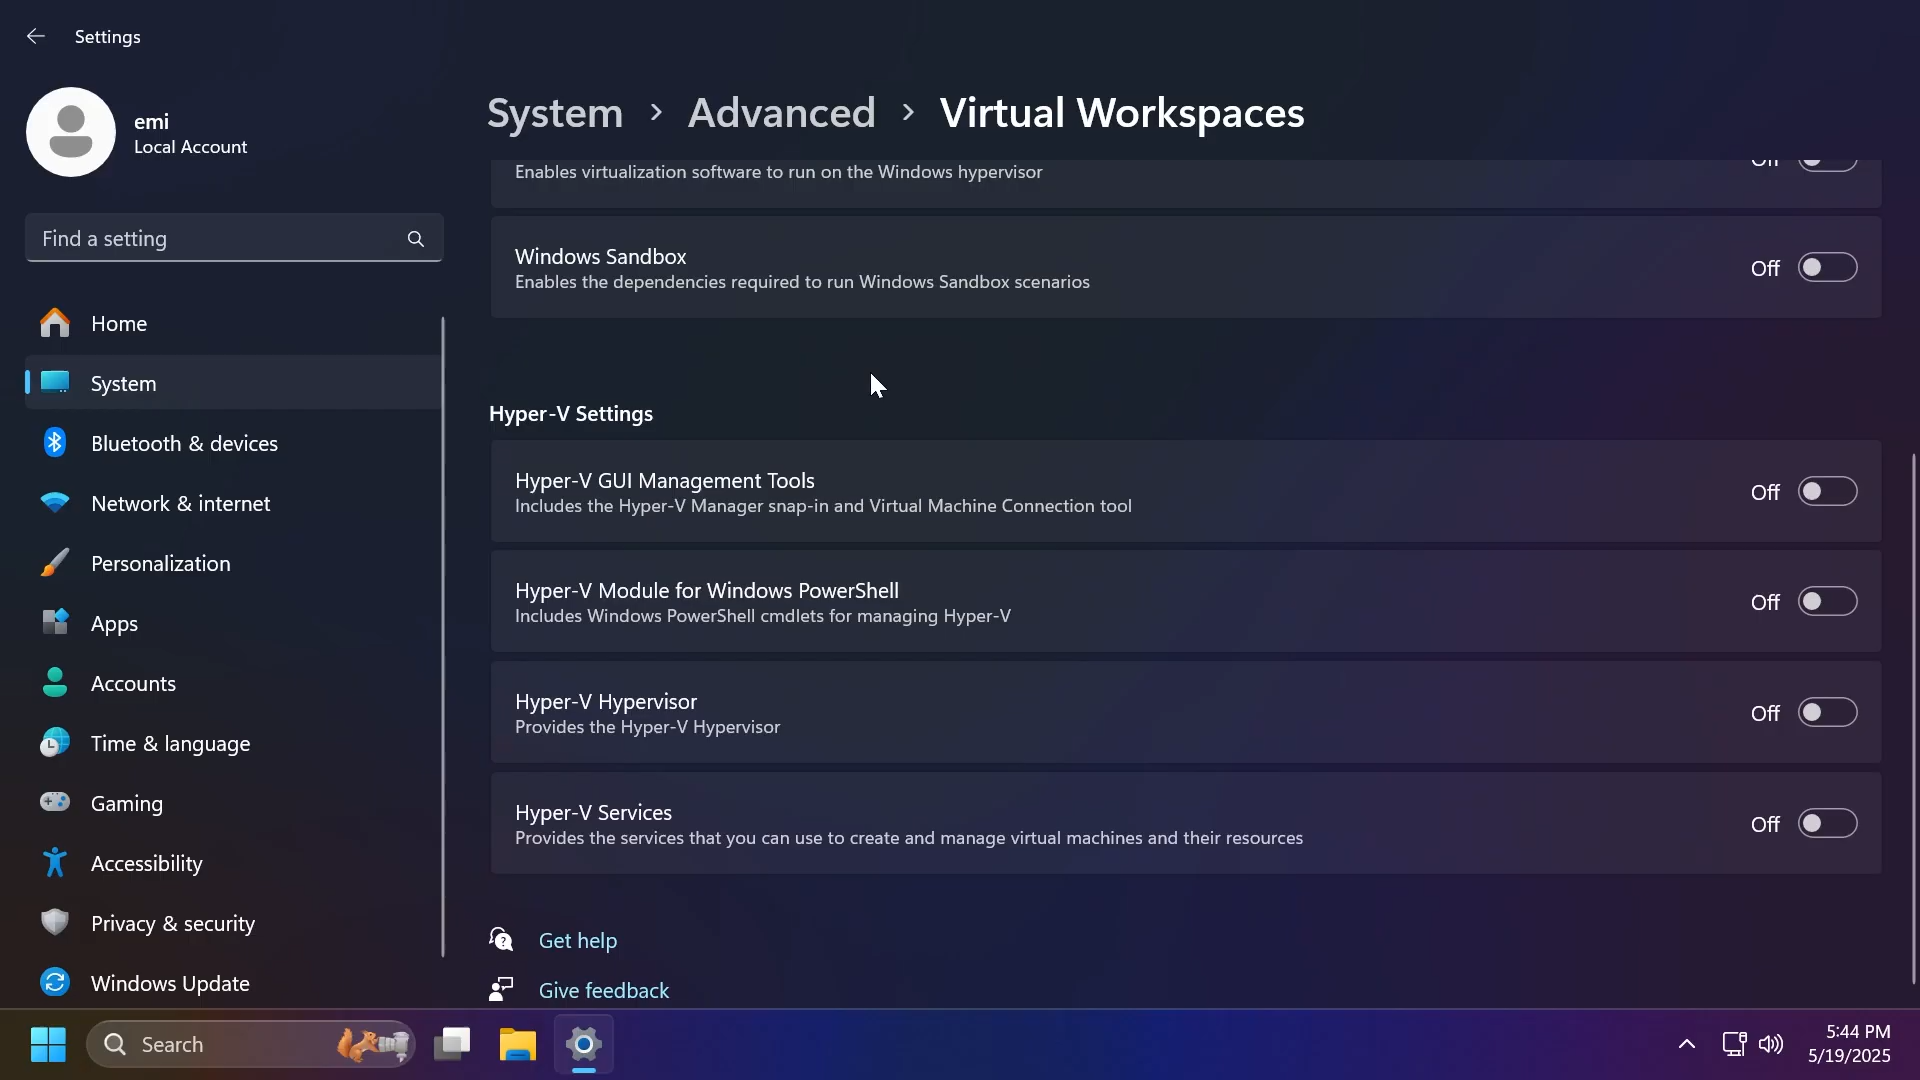 Settings
emi
Local Account
Find a setting
Home
System
Bluetooth & devices
Network & internet
Personalization
Apps
Accounts
Time & language
Gaming
Accessibility
Privacy & security
Windows Update
System > Advanced > Virtual Workspaces
Off
Enables virtualization software to run on the Windows hypervisor
Windows Sandbox
Enables the dependencies required to run Windows Sandbox scenarios
Off
Hyper-V Settings
Hyper-V GUI Management Tools
Includes the Hyper-V Manager snap-in and Virtual Machine Connection tool
Off
Hyper-V Module for Windows PowerShell
Includes Windows PowerShell cmdlets for managing Hyper-V
Off
Hyper-V Hypervisor
Provides the Hyper-V Hypervisor
Off
Hyper-V Services
Provides the services that you can use to create and manage virtual machines and their resources
Off
Get help
Give feedback
Search
5:44 PM
5/19/2025